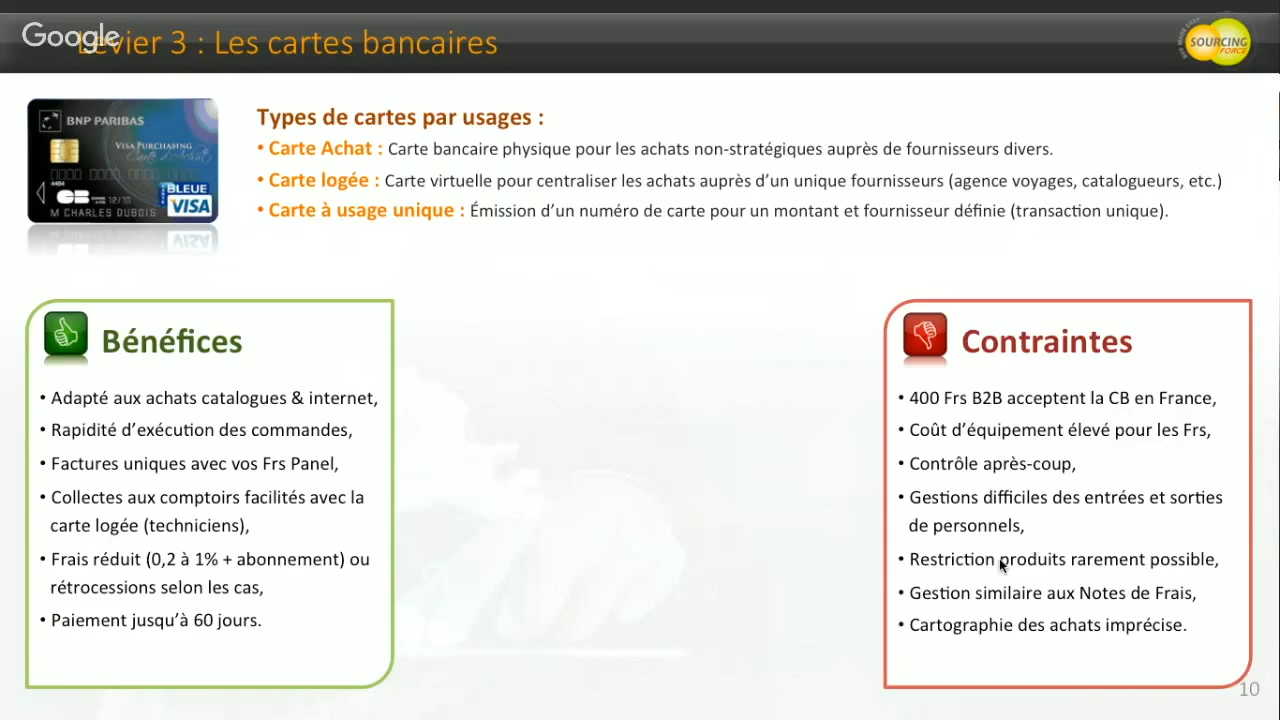 Google
Levier 3 : Les cartes bancaires
BUY MADE EASY
SOURCING
FORCE
BNP PARIBAS
VISA PURCHASING
Carte d'Achat
4484
CB
12/10
BLEUE
VISA
M CHARLES DUBOIS
Types de cartes par usages :
• Carte Achat : Carte bancaire physique pour les achats non-stratégiques auprès de fournisseurs divers.
• Carte logée : Carte virtuelle pour centraliser les achats auprès d’un unique fournisseurs (agence voyages, catalogueurs, etc.)
• Carte à usage unique : Émission d’un numéro de carte pour un montant et fournisseur définie (transaction unique).
Bénéfices
• Adapté aux achats catalogues & internet,
• Rapidité d’exécution des commandes,
• Factures uniques avec vos Frs Panel,
• Collectes aux comptoirs facilités avec la
carte logée (techniciens),
• Frais réduit (0,2 à 1% + abonnement) ou
rétrocessions selon les cas,
• Paiement jusqu’à 60 jours.
Contraintes
• 400 Frs B2B acceptent la CB en France,
• Coût d’équipement élevé pour les Frs,
• Contrôle après-coup,
• Gestions difficiles des entrées et sorties
de personnels,
• Restriction produits rarement possible,
• Gestion similaire aux Notes de Frais,
• Cartographie des achats imprécise.
10